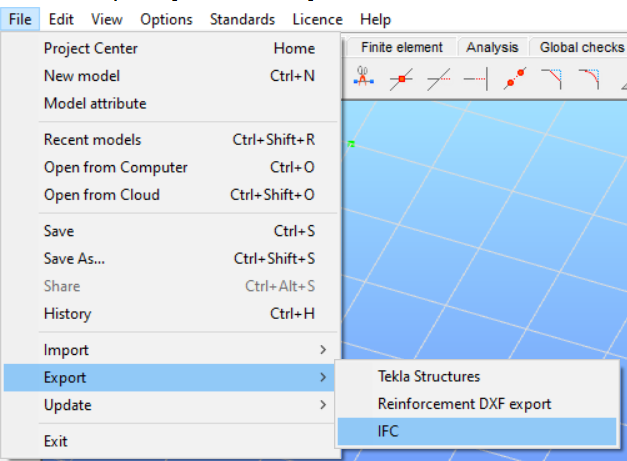 File Edit View Options Standards Licence Help
Project Center Home
Finite element Analysis Global checks
New model Ctrl+N
Model attribute
Recent models Ctrl+Shift+R
Open from Computer Ctrl+O
Open from Cloud Ctrl+Shift+O
Save Ctrl+S
Save As... Ctrl+Shift+S
Share Ctrl+Alt+S
History Ctrl+H
Import >
Export >
Tekla Structures
Update >
Reinforcement DXF export
IFC
Exit